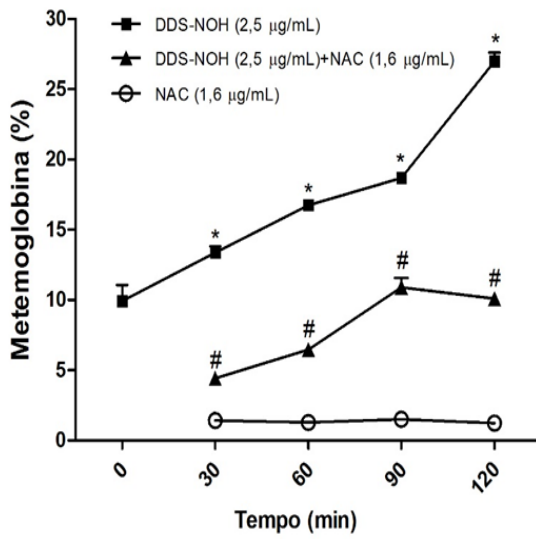 DDS-NOH (2,5 μg/mL)
DDS-NOH (2,5 μg/mL)+NAC (1,6 μg/mL)
NAC (1,6 μg/mL)
Metemoglobina (%)
30
25
20
15
10
5
0
*
*
*
*
#
#
#
#
0 30 60 90 120
Tempo (min)